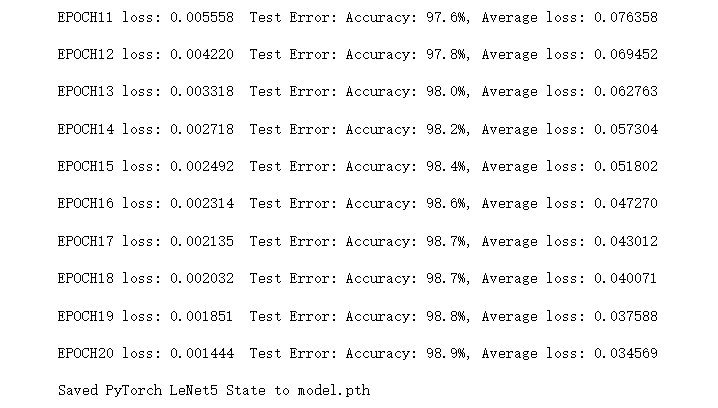 EPOCH11 loss: 0.005558  Test Error: Accuracy: 97.6%, Average loss: 0.076358
EPOCH12 loss: 0.004220  Test Error: Accuracy: 97.8%, Average loss: 0.069452
EPOCH13 loss: 0.003318  Test Error: Accuracy: 98.0%, Average loss: 0.062763
EPOCH14 loss: 0.002718  Test Error: Accuracy: 98.2%, Average loss: 0.057304
EPOCH15 loss: 0.002492  Test Error: Accuracy: 98.4%, Average loss: 0.051802
EPOCH16 loss: 0.002314  Test Error: Accuracy: 98.6%, Average loss: 0.047270
EPOCH17 loss: 0.002135  Test Error: Accuracy: 98.7%, Average loss: 0.043012
EPOCH18 loss: 0.002032  Test Error: Accuracy: 98.7%, Average loss: 0.040071
EPOCH19 loss: 0.001851  Test Error: Accuracy: 98.8%, Average loss: 0.037588
EPOCH20 loss: 0.001444  Test Error: Accuracy: 98.9%, Average loss: 0.034569
Saved PyTorch LeNet5 State to model.pth